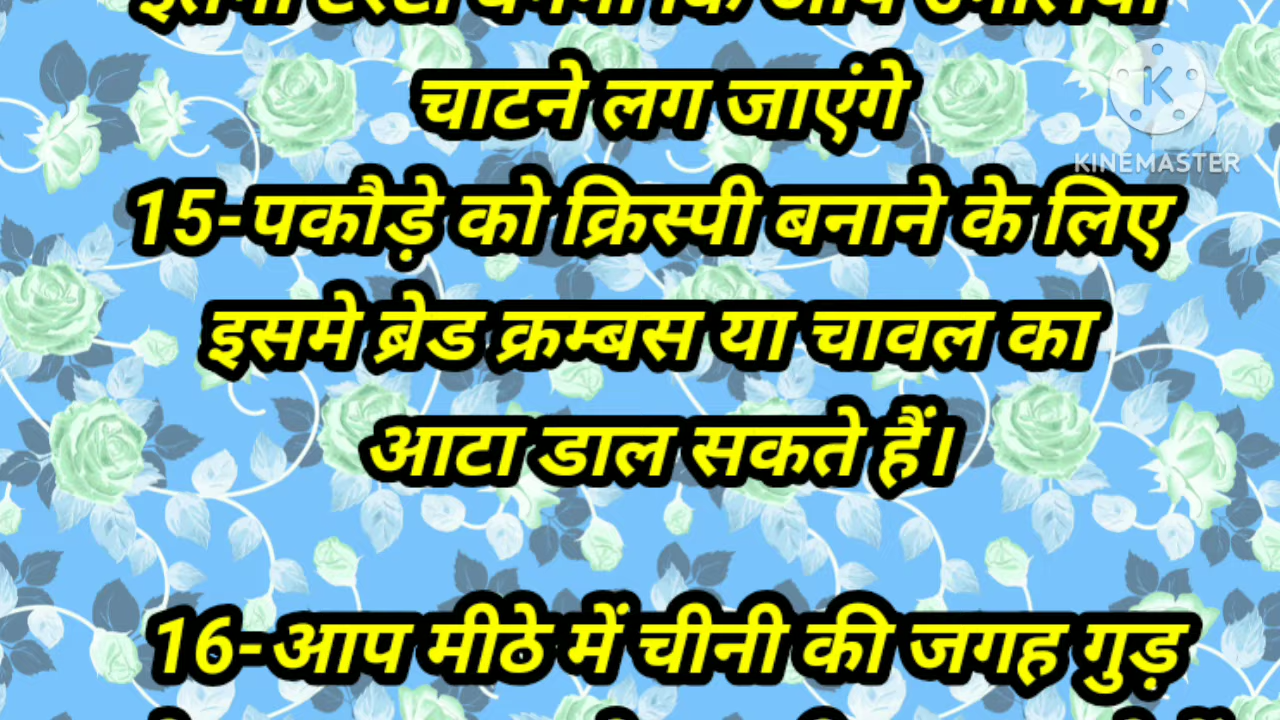 चाटने लग जाएंगे
KINEMASTER
15-पकौड़े को क्रिस्पी बनाने के लिए
इसमे ब्रेड क्रम्बस या चावल का
आटा डाल सकते हैं।
16-आप मीठे में चीनी की जगह गुड़